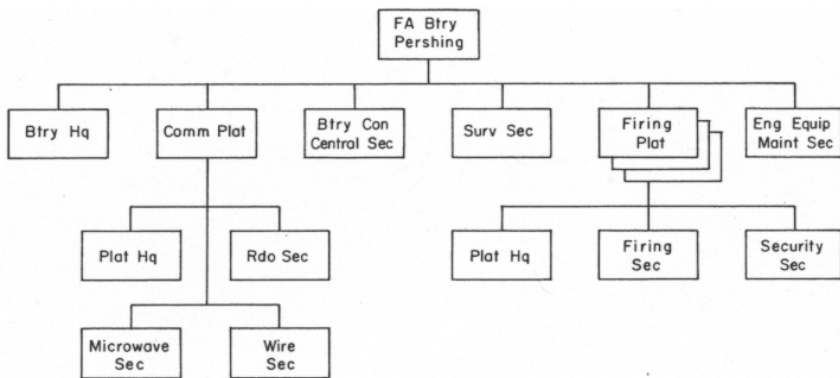 FA Btry
Pershing
Btry Hq
Comm Plat
Btry Con
Central Sec
Surv Sec
Firing
Plat
Eng Equip
Maint Sec
Plat Hq
Rdo Sec
Plat Hq
Firing
Sec
Security
Sec
Microwave
Sec
Wire
Sec